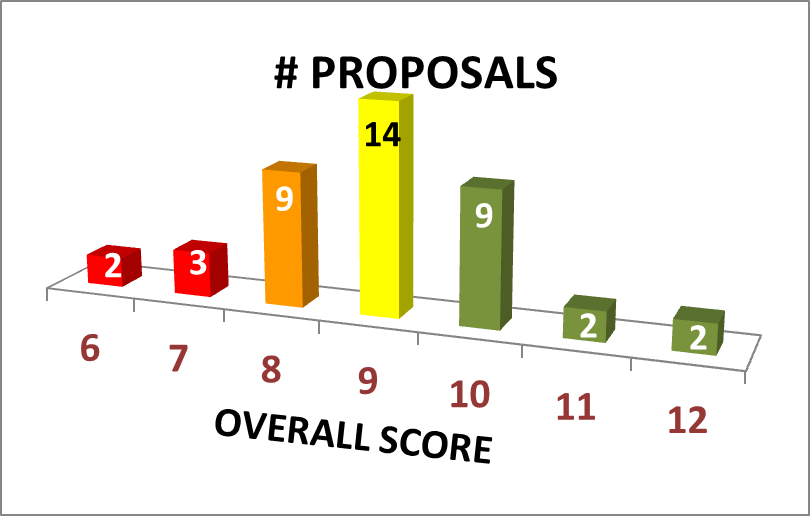 # PROPOSALS
2 3 9 14 9 2 2
6 7 8 9 10 11 12
OVERALL SCORE